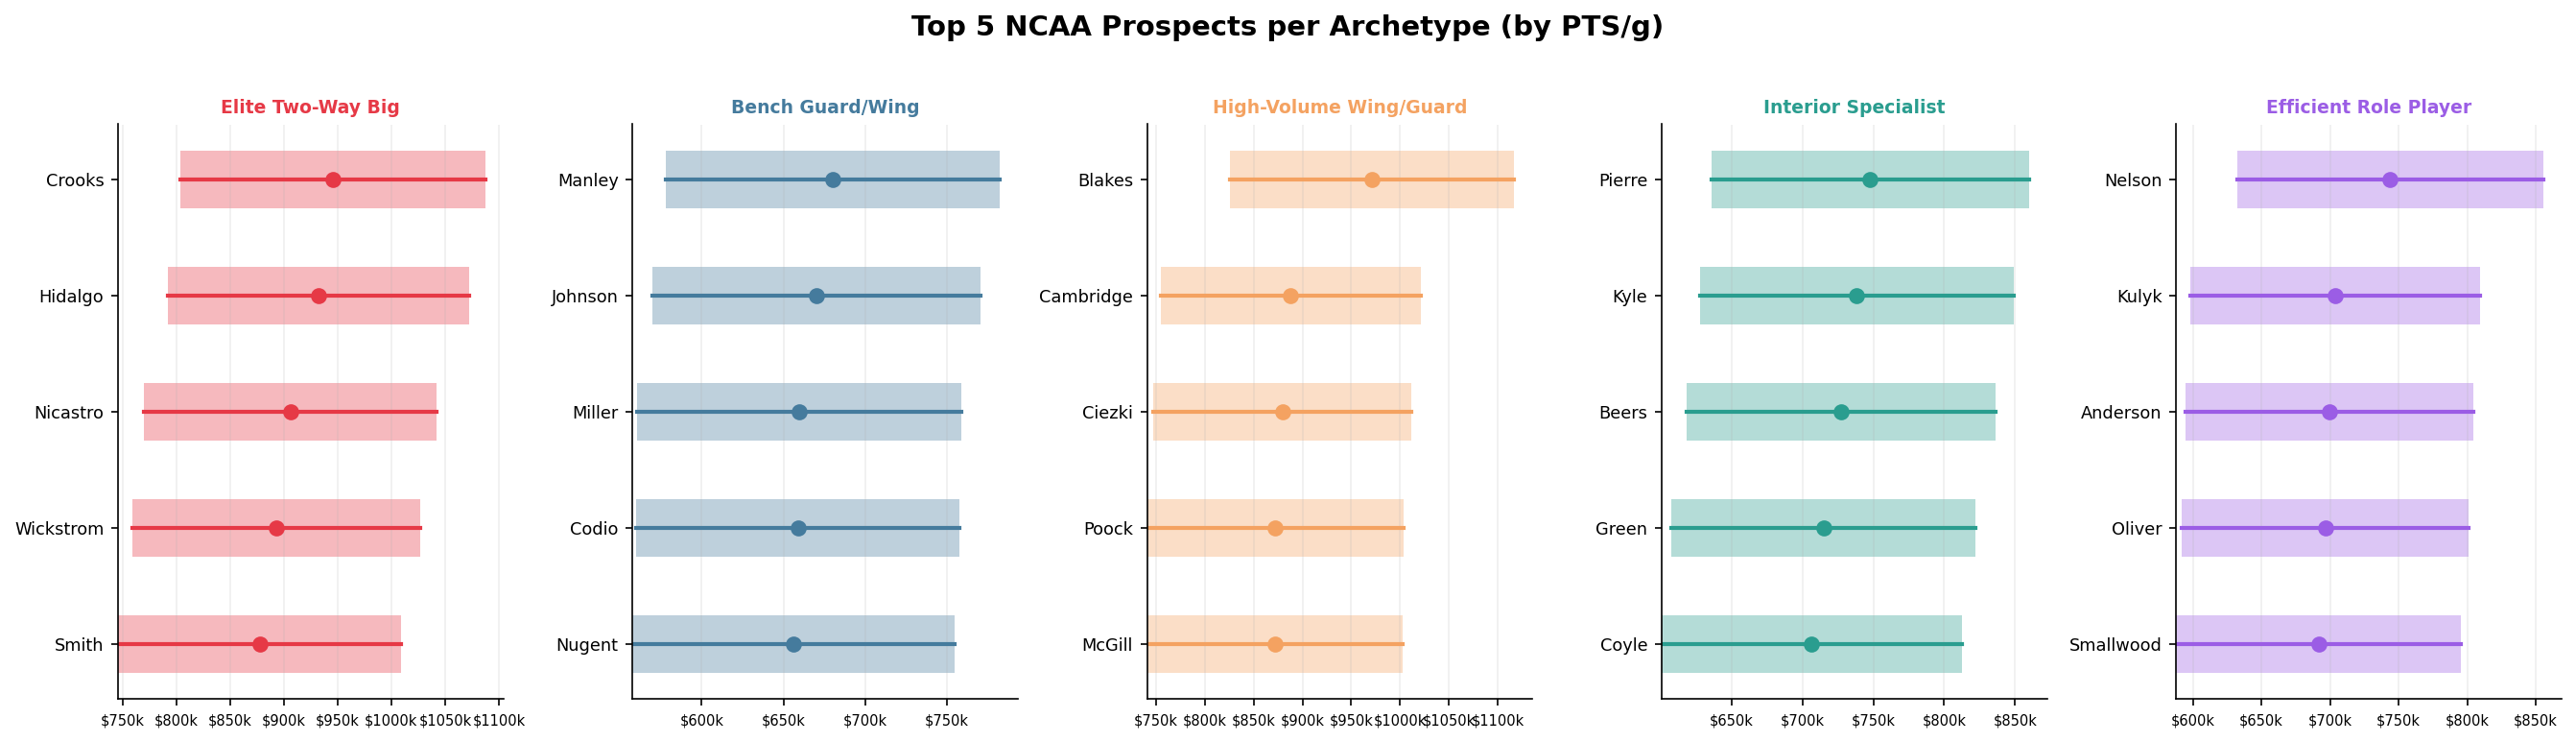 Top 5 NCAA Prospects per Archetype (by PTS/g)
Elite Two-Way Big
Crooks
Hidalgo
Nicastro
Wickstrom
Smith
$750k $800k $850k $900k $950k $1000k $1050k $1100k
Bench Guard/Wing
Manley
Johnson
Miller
Codio
Nugent
$600k $650k $700k $750k
High-Volume Wing/Guard
Blakes
Cambridge
Ciezki
Poock
McGill
$750k $800k $850k $900k $950k $1000k $1050k $1100k
Interior Specialist
Pierre
Kyle
Beers
Green
Coyle
$650k $700k $750k $800k $850k
Efficient Role Player
Nelson
Kulyk
Anderson
Oliver
Smallwood
$600k $650k $700k $750k $800k $850k